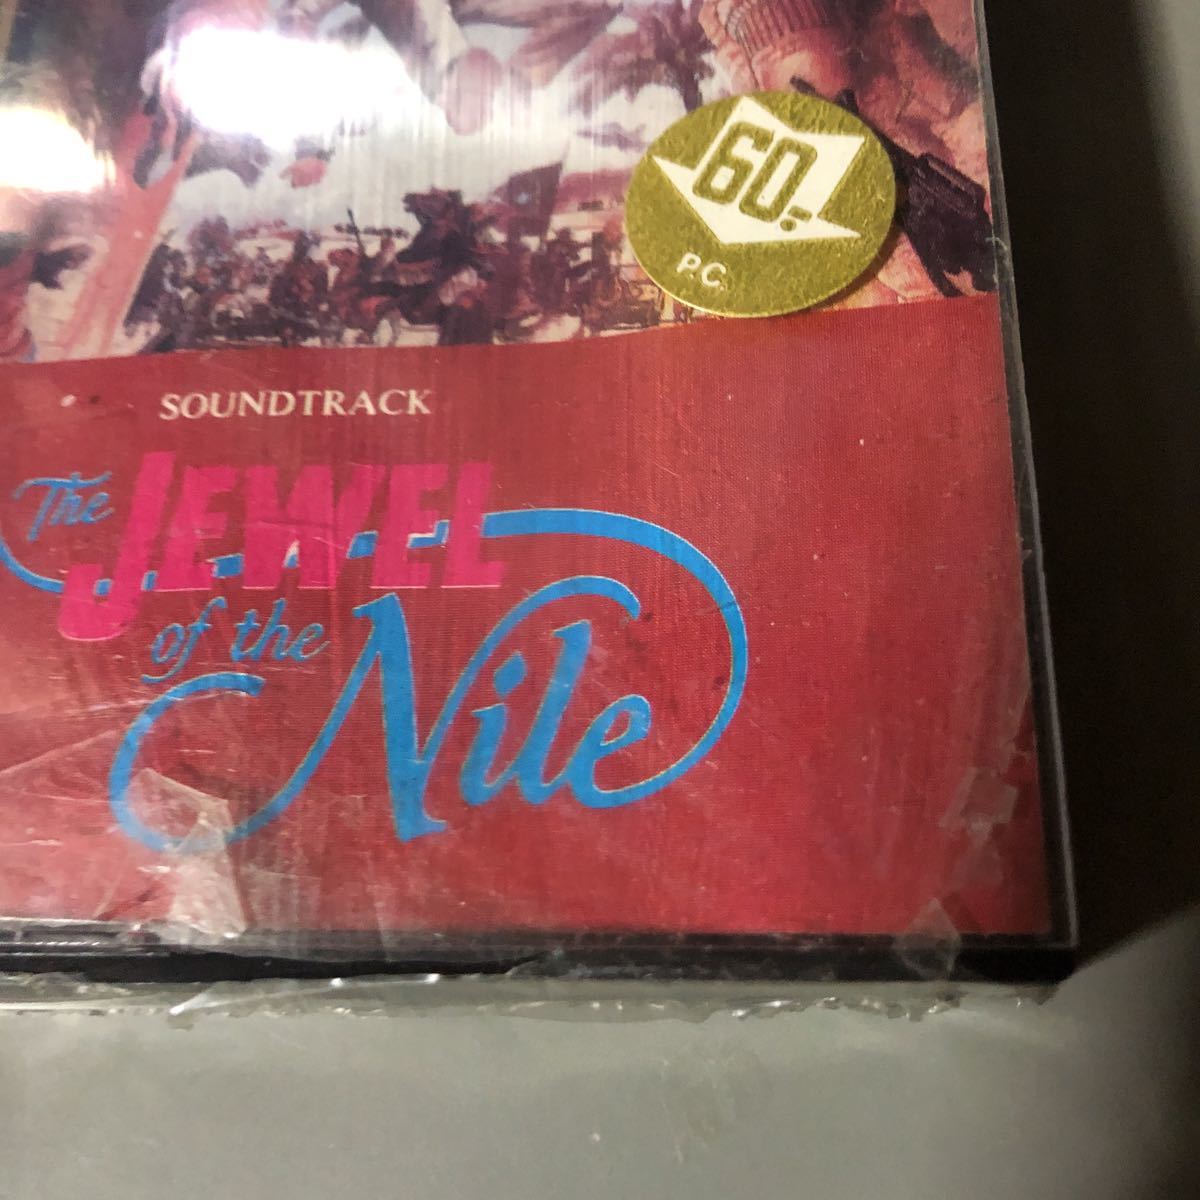 60.-
P.C.
SOUNDTRACK
The JEWEL
of the
Nile